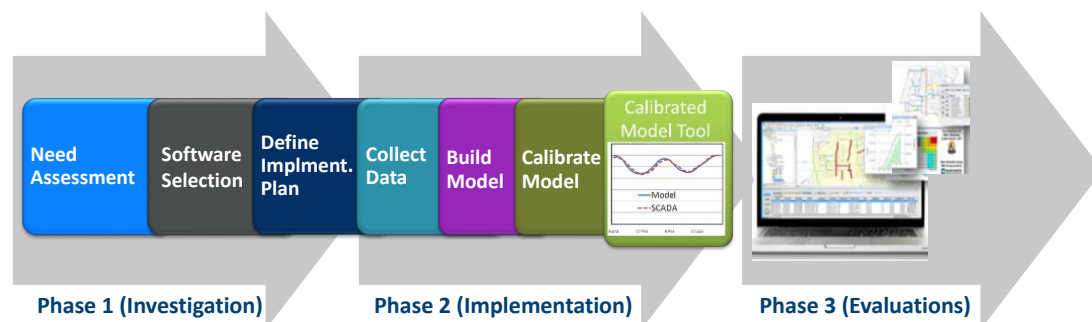 Need
Assessment
Software
Selection
Define
Implment.
Plan
Collect
Data
Build
Model
Calibrate
Model
Calibrated
Model Tool
Model
SCADA
Phase 1 (Investigation)
Phase 2 (Implementation)
Phase 3 (Evaluations)